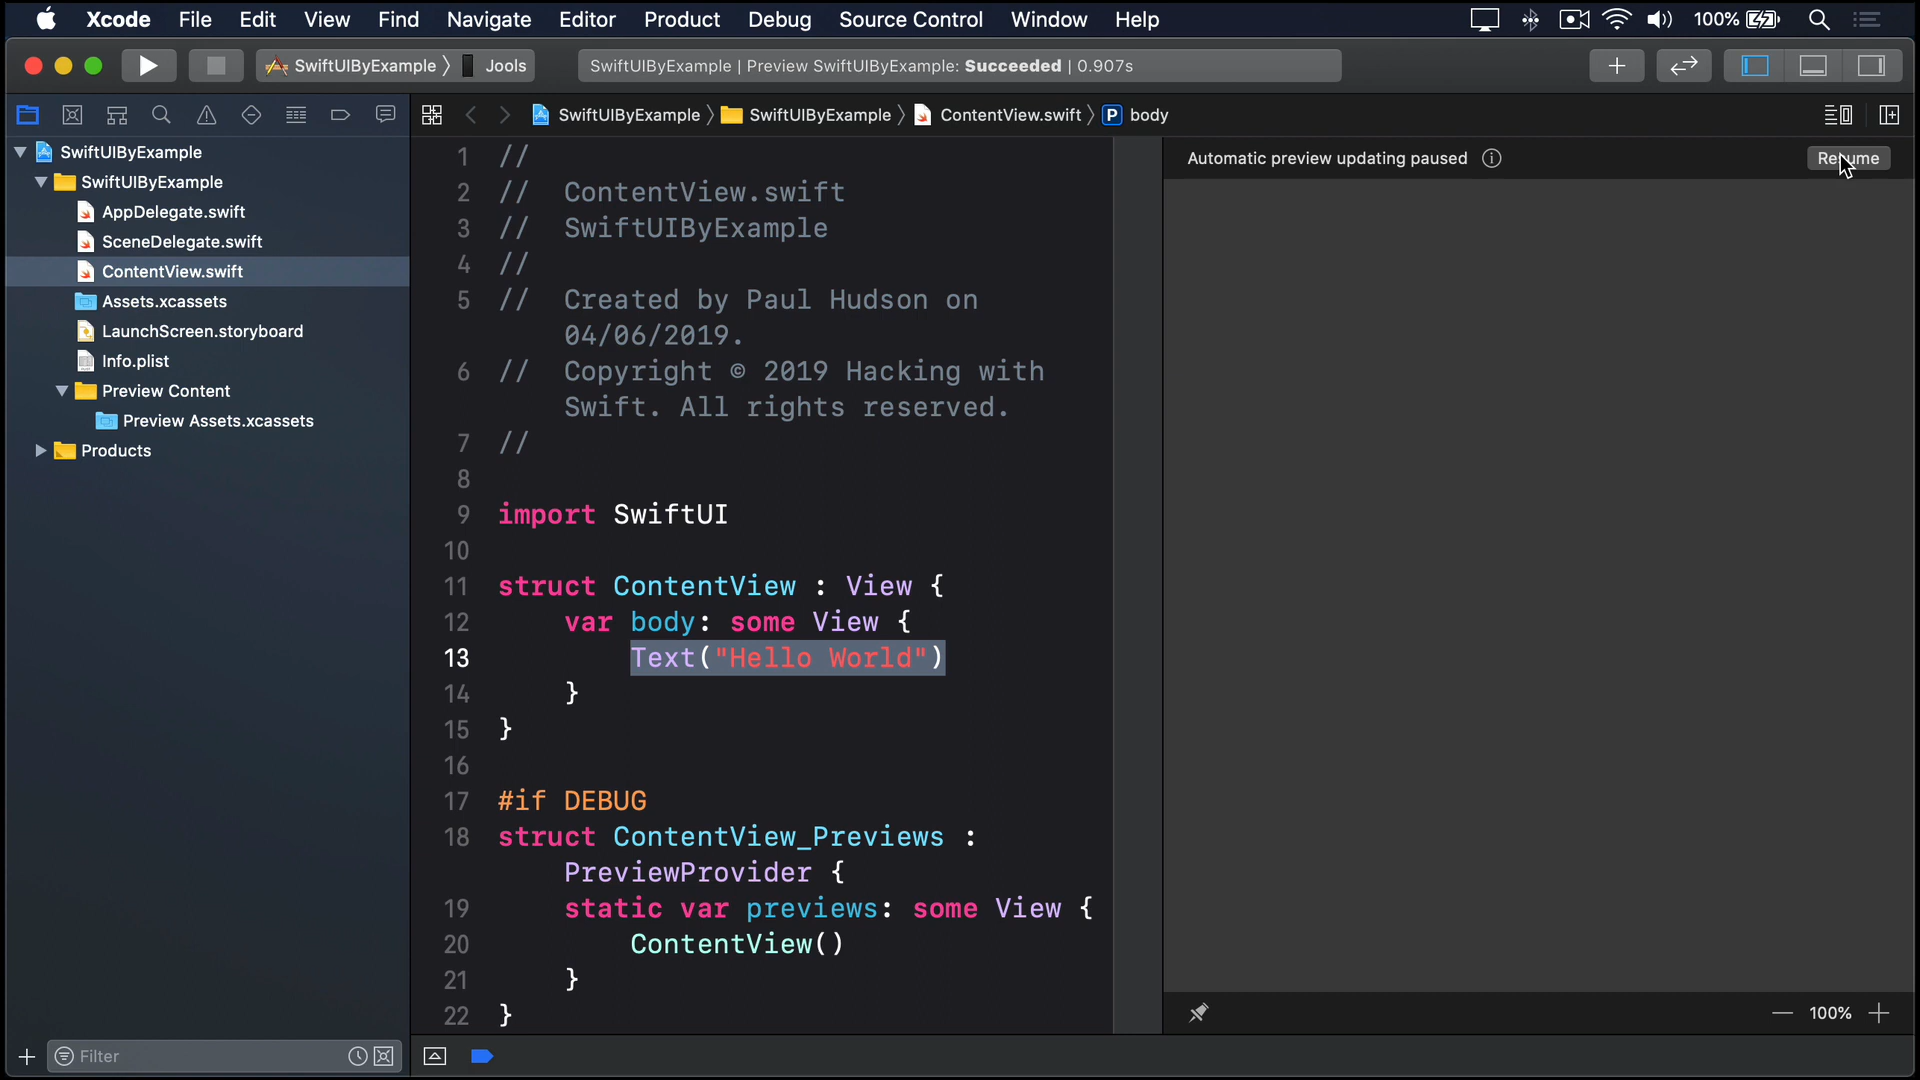 Xcode File Edit View Find Navigate Editor Product Debug Source Control Window Help 100%
SwiftUIByExample Jools SwiftUIByExample | Preview SwiftUIByExample: Succeeded | 0.907s
SwiftUIByExample SwiftUIByExample ContentView.swift P body
SwiftUIByExample
SwiftUIByExample
AppDelegate.swift
SceneDelegate.swift
ContentView.swift
Assets.xcassets
LaunchScreen.storyboard
Info.plist
Preview Content
Preview Assets.xcassets
Products
Filter
1 //
2 // ContentView.swift
3 // SwiftUIByExample
4 //
5 // Created by Paul Hudson on
04/06/2019.
6 // Copyright © 2019 Hacking with
Swift. All rights reserved.
7 //
8
9 import SwiftUI
10
11 struct ContentView : View {
12 var body: some View {
13 Text("Hello World")
14 }
15 }
16
17 #if DEBUG
18 struct ContentView_Previews :
PreviewProvider {
19 static var previews: some View {
20 ContentView()
21 }
22 }
Automatic preview updating paused Resume
100%